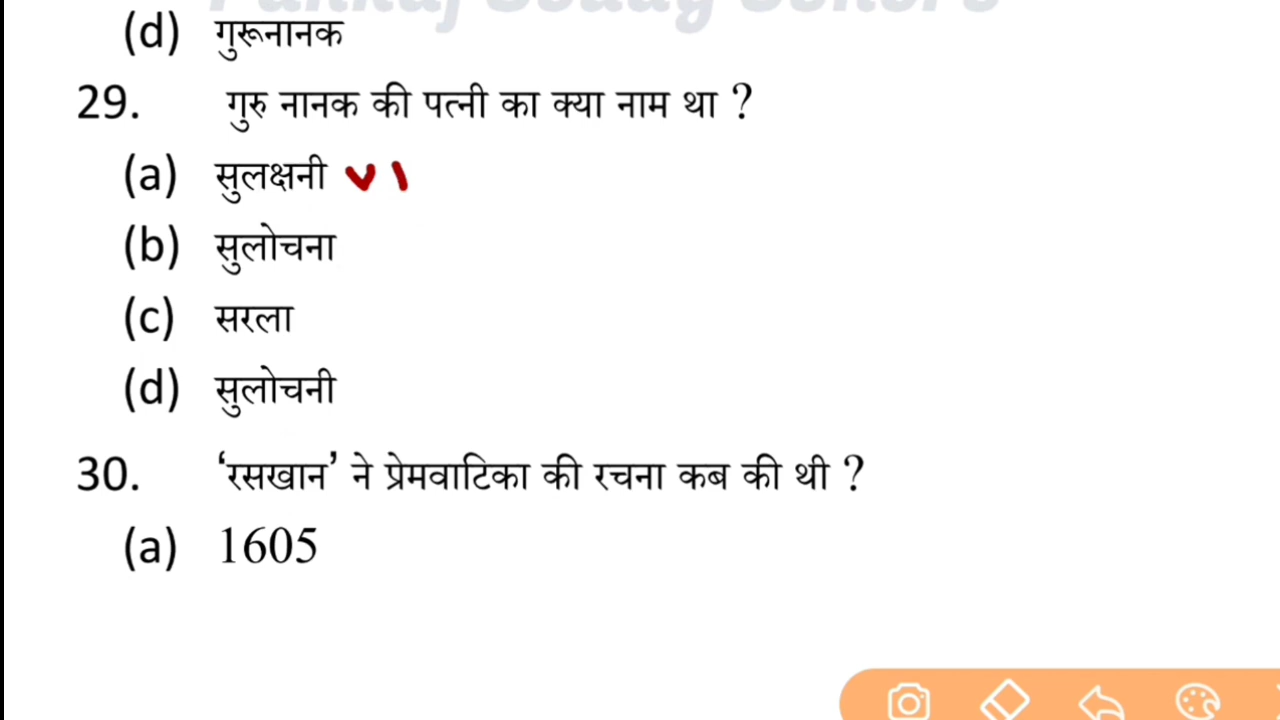 (d) गुरूनानक
29. गुरु नानक की पत्नी का क्या नाम था ?
(a) सुलक्षनी
(b) सुलोचना
(c) सरला
(d) सुलोचनी
30. ‘रसखान’ ने प्रेमवाटिका की रचना कब की थी ?
(a) 1605